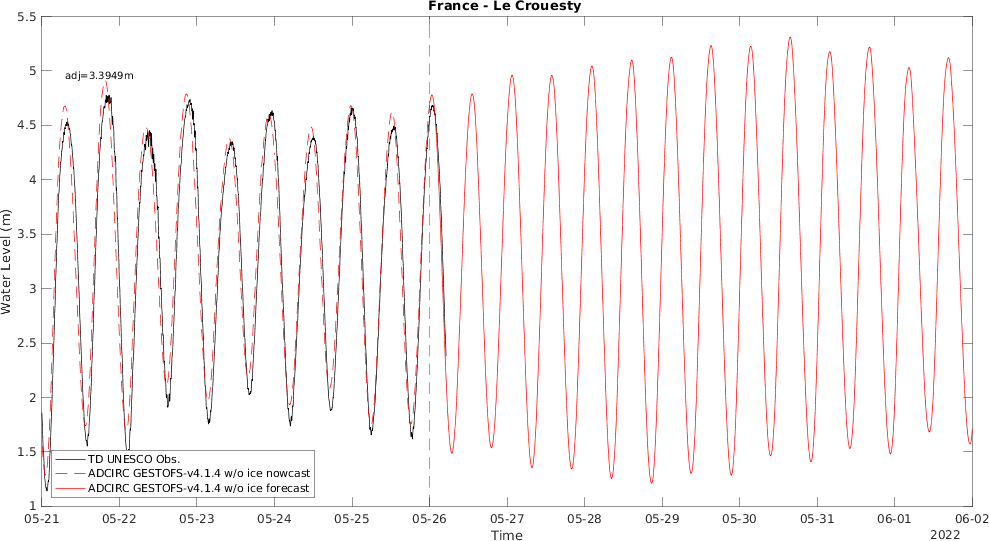 France - Le Crouesty
adj=3.3949m
5.5
5
4.5
4
3.5
3
2.5
2
1.5
1
Water Level (m)
TD UNESCO Obs.
ADCIRC GESTOFS-v4.1.4 w/o ice nowcast
ADCIRC GESTOFS-v4.1.4 w/o ice forecast
05-21 05-22 05-23 05-24 05-25 05-26 05-27 05-28 05-29 05-30 05-31 06-01 06-02
Time
2022